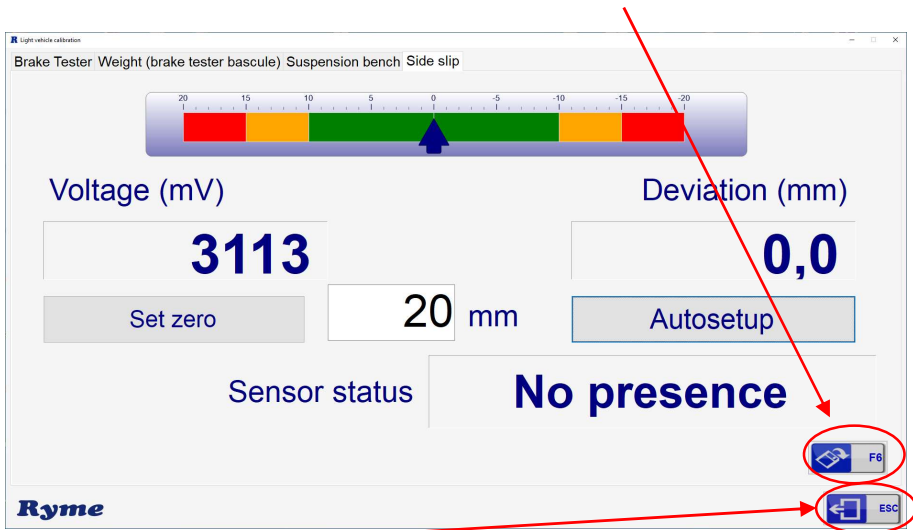 Light vehicle calibration
Brake Tester Weight (brake tester bascule) Suspension bench Side slip
20 15 10 5 0 -5 -10 -15 -20
Voltage (mV) Deviation (mm)
3113 0,0
Set zero 20 mm Autosetup
Sensor status No presence
F6
Ryme ESC